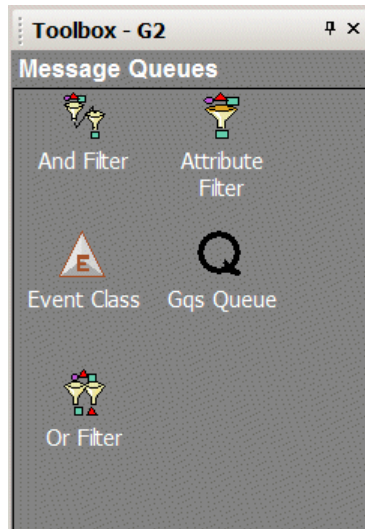 Toolbox - G2
Message Queues
And Filter
Attribute
Filter
E
Event Class
Q
Gqs Queue
Or Filter